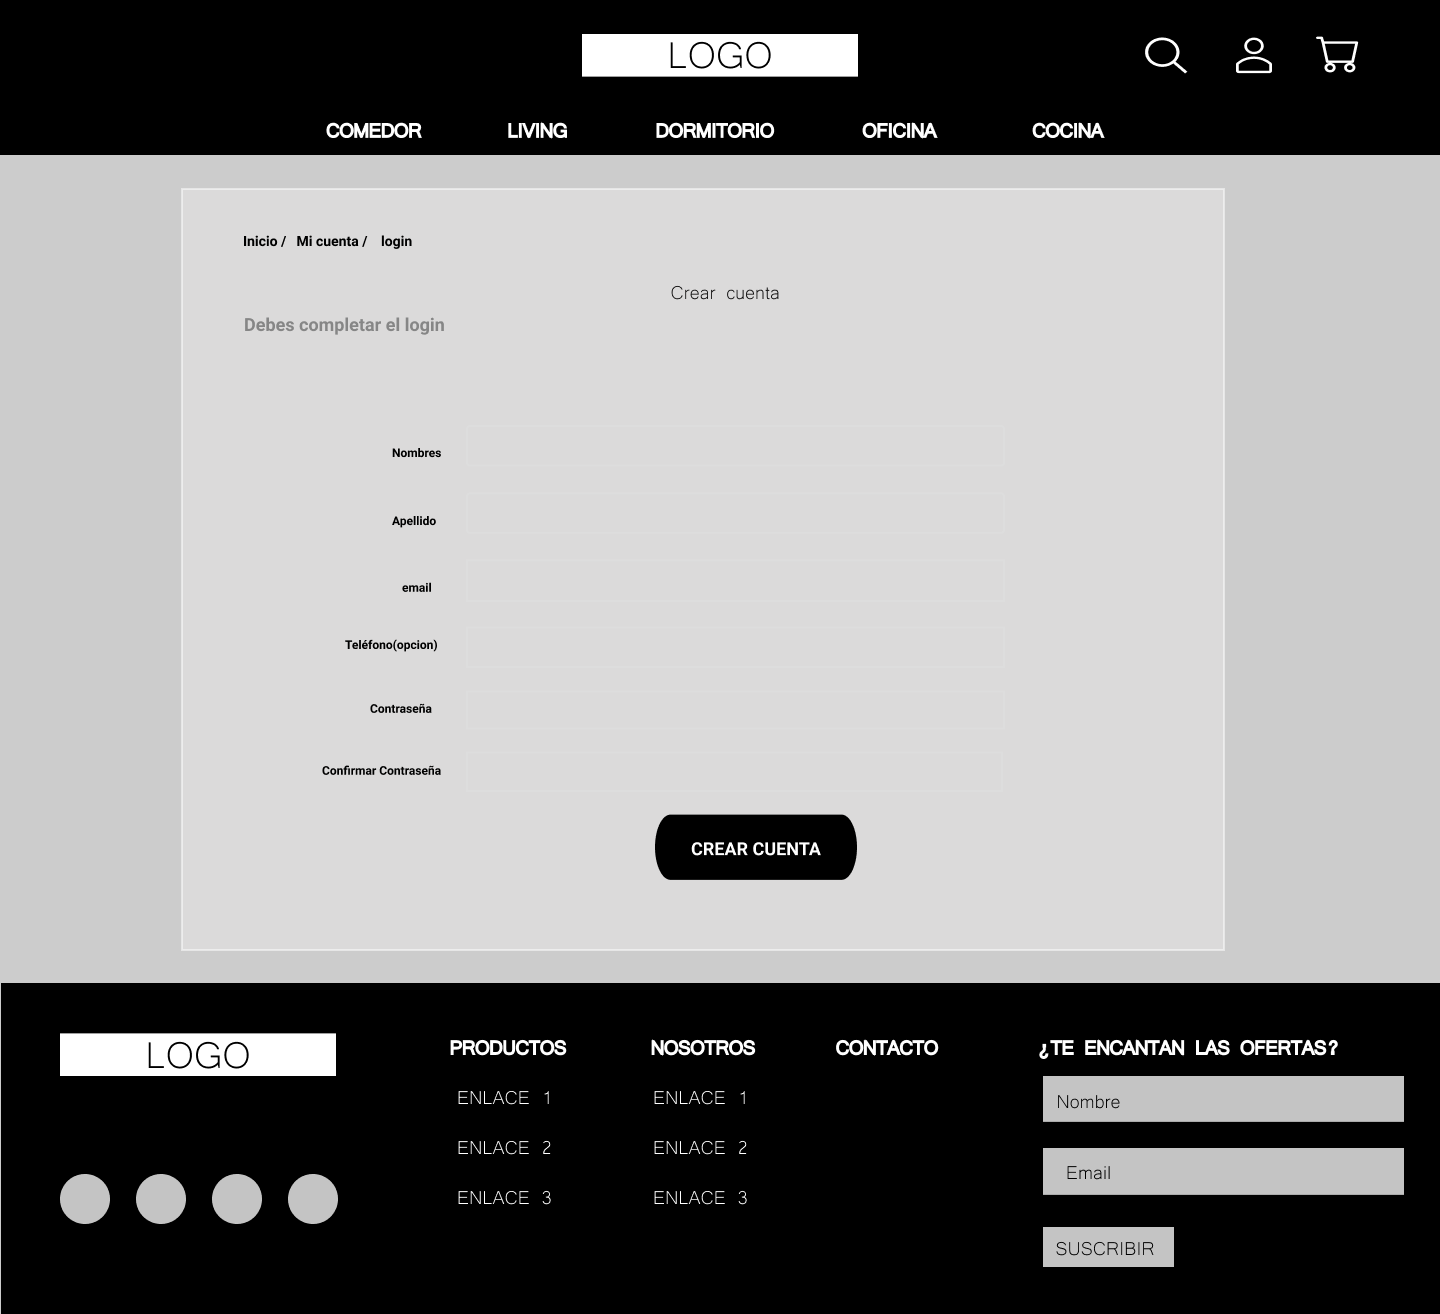 LOGO
COMEDOR LIVING DORMITORIO OFICINA COCINA
Inicio / Mi cuenta / login
Crear cuenta
Debes completar el login
Nombres
Apellido
email
Teléfono(opcion)
Contraseña
Confirmar Contraseña
CREAR CUENTA
LOGO
PRODUCTOS
ENLACE 1
ENLACE 2
ENLACE 3
NOSOTROS
ENLACE 1
ENLACE 2
ENLACE 3
CONTACTO
¿TE ENCANTAN LAS OFERTAS?
Nombre
Email
SUSCRIBIR